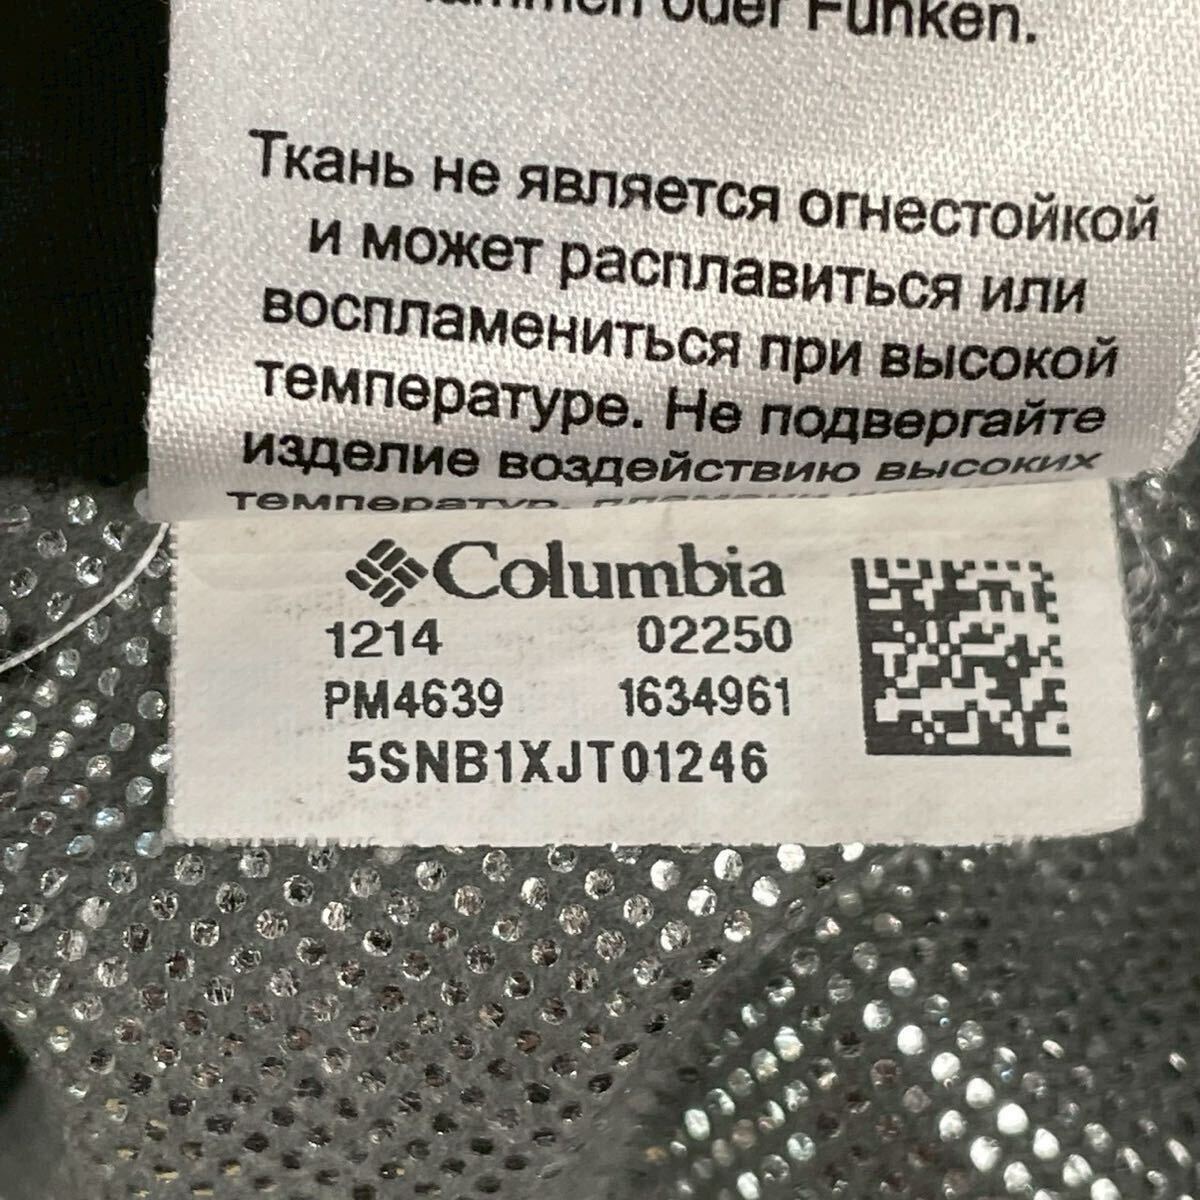 oder Funken.
Ткань не является огнестойкой
и может расплавиться или
воспламениться при высокой
температуре. Не подвергайте
изделие воздействию высоких
температур,
Columbia
1214 02250
PM4639 1634961
5SNB1XJT01246